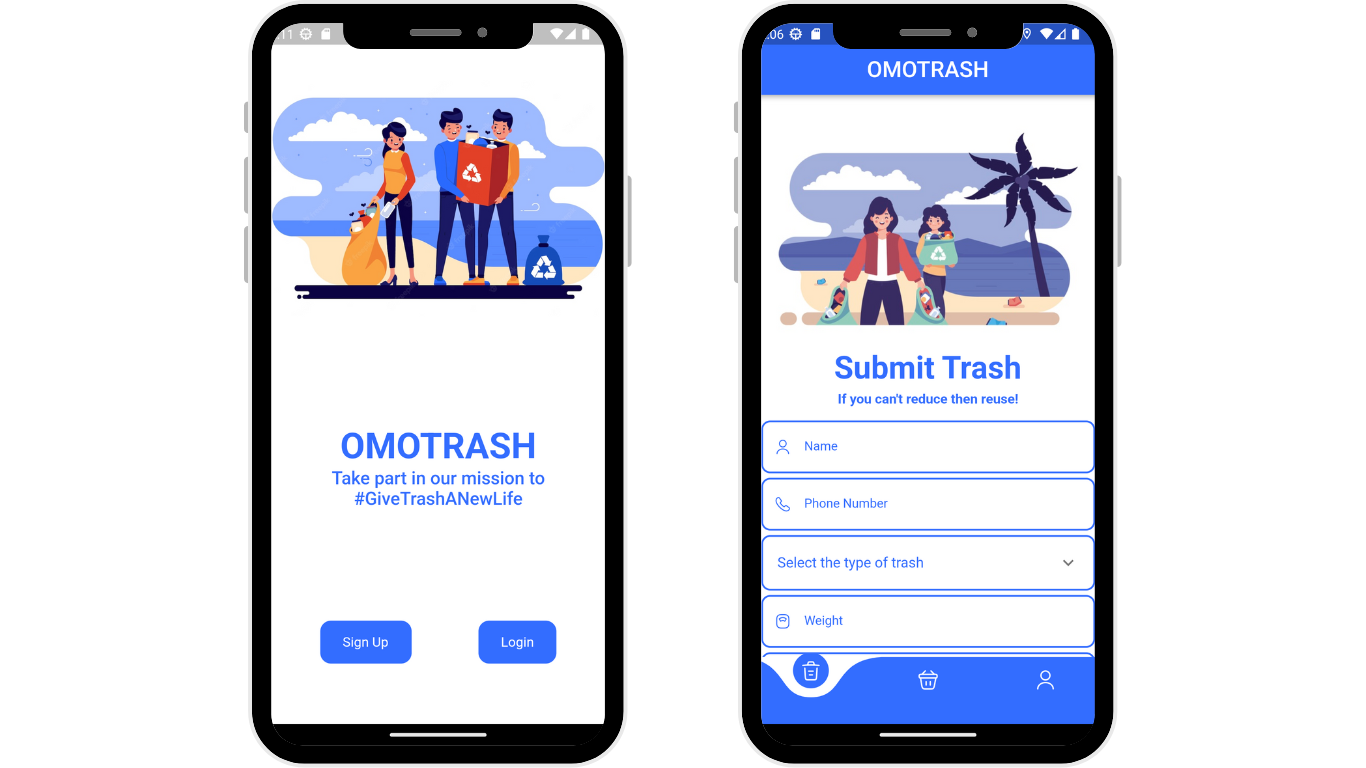 11
OMOTRASH
Take part in our mission to
#GiveTrashANewLife
Sign Up
Login
:06
OMOTRASH
Submit Trash
If you can't reduce then reuse!
Name
Phone Number
Select the type of trash
Weight